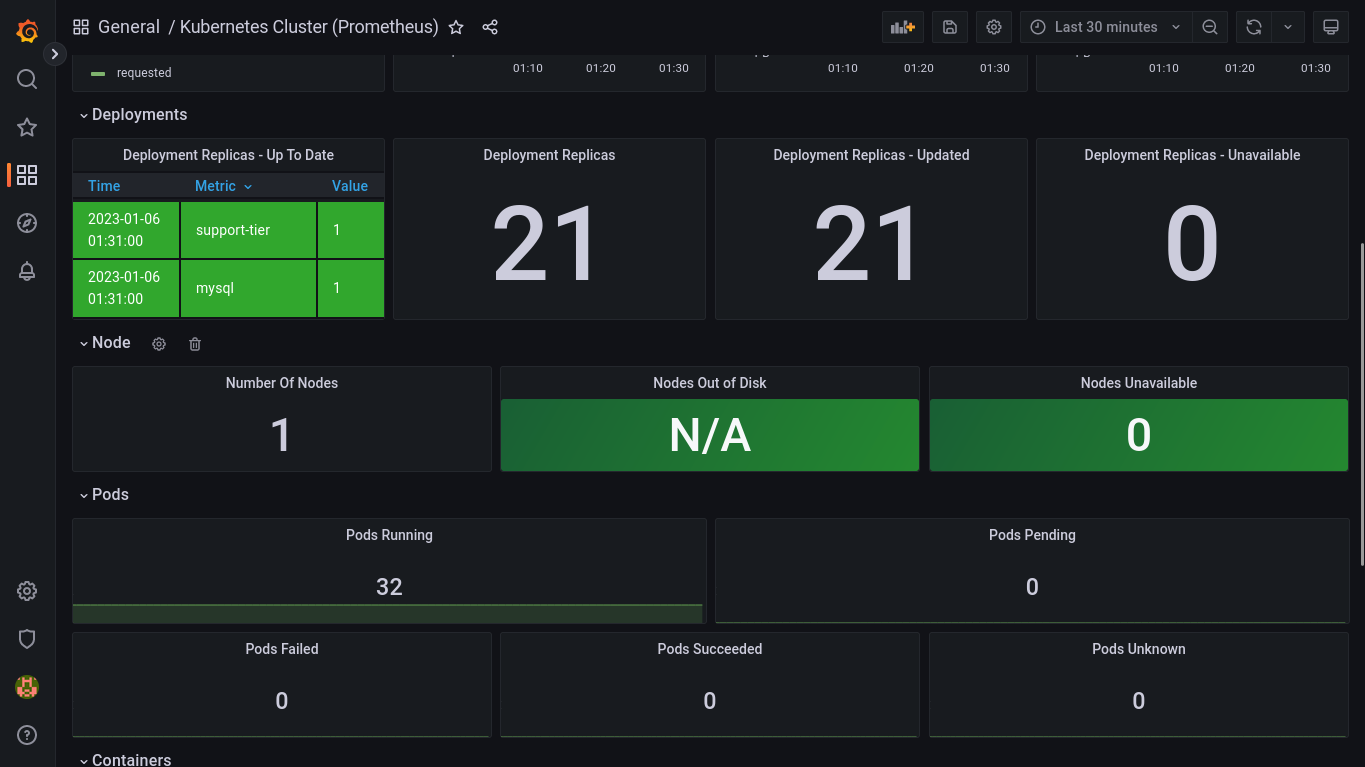 General / Kubernetes Cluster (Prometheus)
Last 30 minutes
requested
01:10 01:20 01:30
01:10 01:20 01:30
01:10 01:20 01:30
Deployments
Deployment Replicas - Up To Date
Time Metric Value
2023-01-06
01:31:00
support-tier
1
2023-01-06
01:31:00
mysql
1
Deployment Replicas
21
Deployment Replicas - Updated
21
Deployment Replicas - Unavailable
0
Node
Number Of Nodes
1
Nodes Out of Disk
N/A
Nodes Unavailable
0
Pods
Pods Running
32
Pods Pending
0
Pods Failed
0
Pods Succeeded
0
Pods Unknown
0
Containers